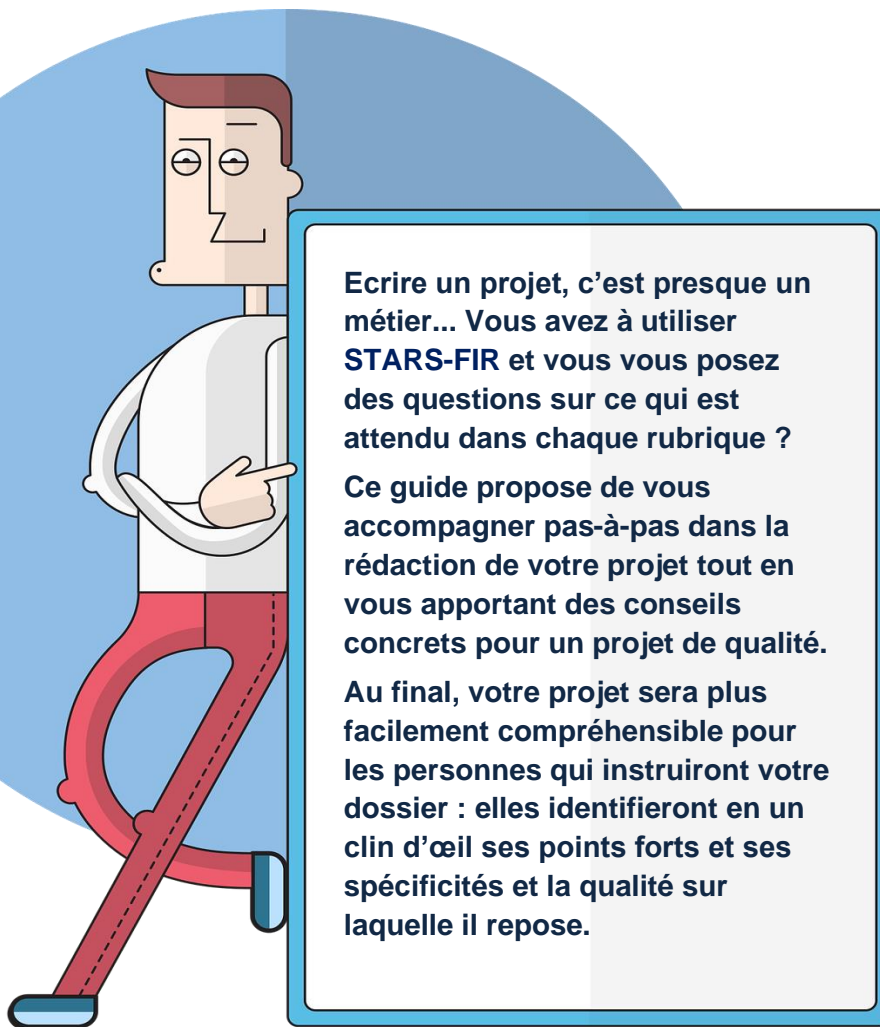 Ecrire un projet, c'est presque un
métier... Vous avez à utiliser
STARS-FIR et vous vous posez
des questions sur ce qui est
attendu dans chaque rubrique ?
Ce guide propose de vous
accompagner pas-à-pas dans la
rédaction de votre projet tout en
vous apportant des conseils
concrets pour un projet de qualité.
Au final, votre projet sera plus
facilement compréhensible pour
les personnes qui instruiront votre
dossier : elles identifieront en un
clin d'œil ses points forts et ses
spécificités et la qualité sur
laquelle il repose.